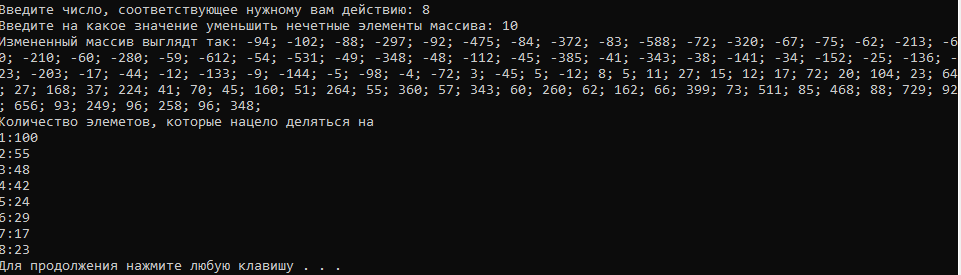 Введите число, соответствующее нужному вам действию: 8
Введите на какое значение уменьшить нечетные элементы массива: 10
Измененный массив выглядт так: -94; -102; -88; -297; -92; -475; -84; -372; -83; -588; -72; -320; -67; -75; -62; -213; -6
0; -210; -60; -280; -59; -612; -54; -531; -49; -348; -48; -112; -45; -385; -41; -343; -38; -141; -34; -152; -25; -136; -
23; -203; -17; -44; -12; -133; -9; -144; -5; -98; -4; -72; 3; -45; 5; -12; 8; 5; 11; 27; 15; 12; 17; 72; 20; 104; 23; 64
; 27; 168; 37; 224; 41; 70; 45; 160; 51; 264; 55; 360; 57; 343; 60; 260; 62; 162; 66; 399; 73; 511; 85; 468; 88; 729; 92
; 656; 93; 249; 96; 258; 96; 348;
Количество элеметов, которые нацело деляться на
1:100
2:55
3:48
4:42
5:24
6:29
7:17
8:23
Для продолжения нажмите любую клавишу . . .